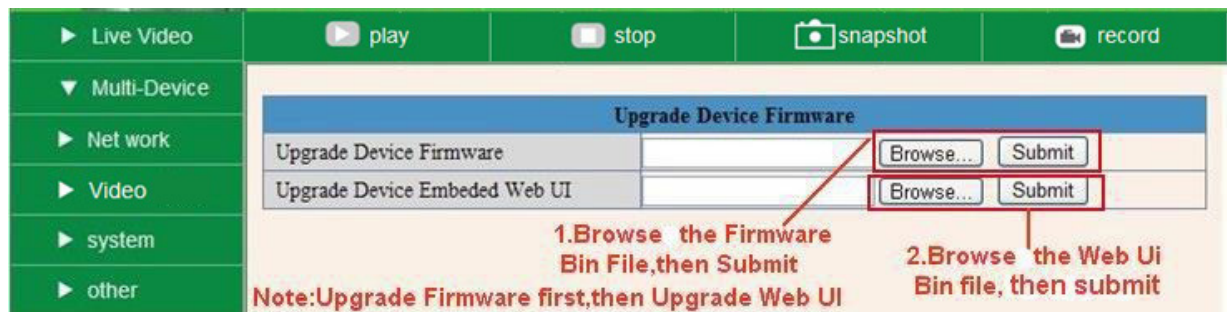 Live Video
play
stop
snapshot
record
Multi-Device
Net work
Video
system
other
Upgrade Device Firmware
Upgrade Device Firmware
Browse...
Submit
Upgrade Device Embeded Web UI
Browse...
Submit
1.Browse the Firmware
Bin File,then Submit
2.Browse the Web Ui
Bin file, then submit
Note:Upgrade Firmware first,then Upgrade Web UI